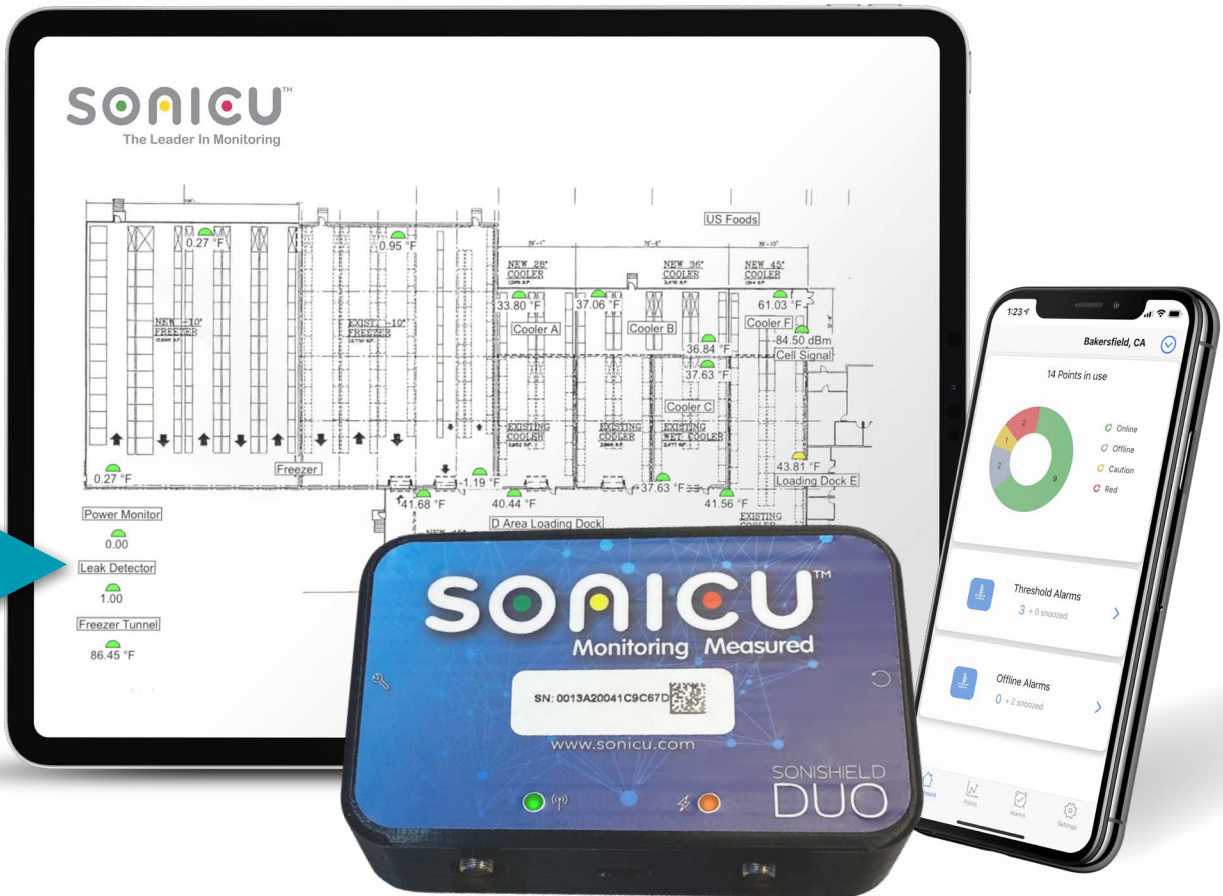 SONICU™
The Leader In Monitoring
US Foods
NEW 28°
COOLER
NEW 36°
COOLER
NEW 45°
COOLER
0.27 °F
0.95 °F
33.80 °F
37.06 °F
61.03 °F
Cooler A
Cooler B
Cooler F
NEW -10°
FREEZER
EXIST. -10°
FREEZER
-84.50 dBm
Cell Signal
36.84 °F
37.63 °F
Cooler C
EXISTING
COOLER
EXISTING
COOLER
EXISTING
WET COOLER
Freezer
0.27 °F
-1.19 °F
37.63 °F
43.81 °F
Loading Dock E
41.68 °F
40.44 °F
41.56 °F
D Area Loading Dock
EXISTING
Power Monitor
0.00
Leak Detector
1.00
Freezer Tunnel
86.45 °F
SONICU™
Monitoring Measured
SN: 0013A20041C9C67D
www.sonicu.com
SONISHIELD
DUO
1:23
Bakersfield, CA
14 Points in use
2
1
2
9
Online
Offline
Caution
Red
Threshold Alarms
3 + 0 snoozed
Offline Alarms
0 + 2 snoozed
Points
Alarms
Settings